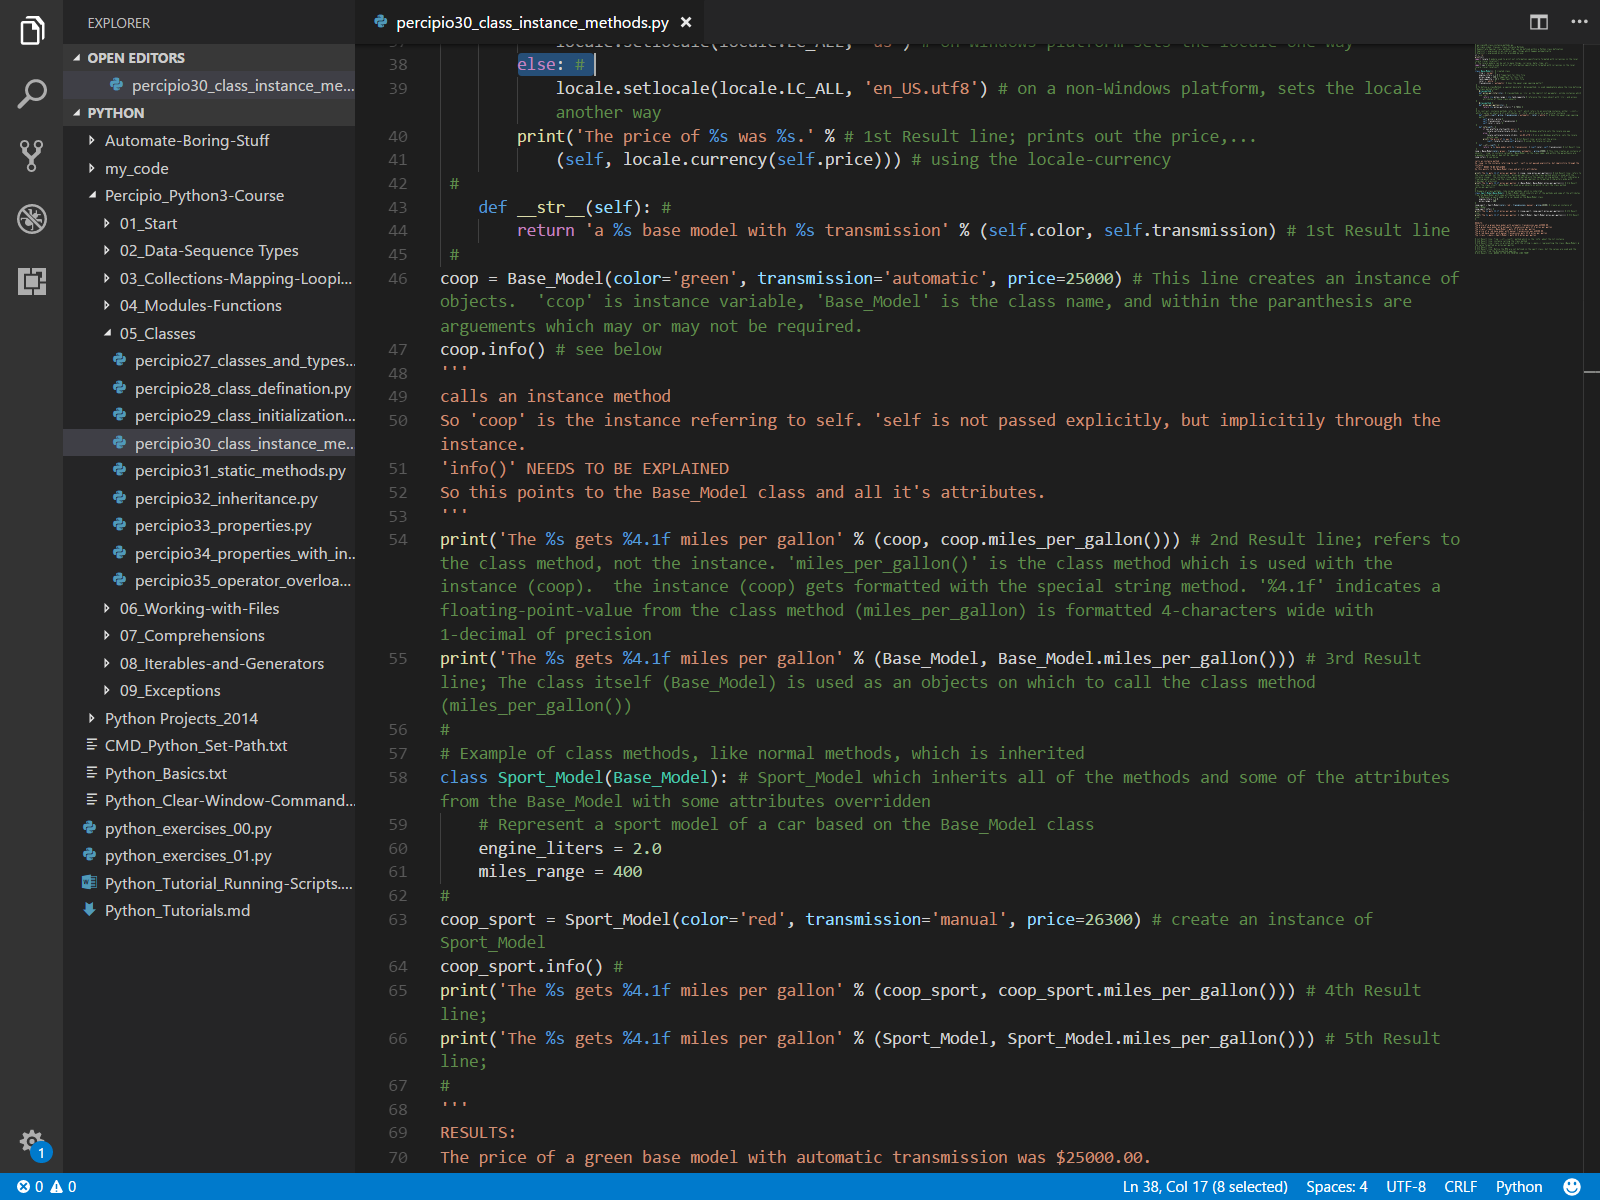 EXPLORER
OPEN EDITORS
percipio30_class_instance_me...
PYTHON
Automate-Boring-Stuff
my_code
Percipio_Python3-Course
01_Start
02_Data-Sequence Types
03_Collections-Mapping-Loopi...
04_Modules-Functions
05_Classes
percipio27_classes_and_types...
percipio28_class_defination.py
percipio29_class_initialization...
percipio30_class_instance_me...
percipio31_static_methods.py
percipio32_inheritance.py
percipio33_properties.py
percipio34_properties_with_in...
percipio35_operator_overloa...
06_Working-with-Files
07_Comprehensions
08_Iterables-and-Generators
09_Exceptions
Python Projects_2014
CMD_Python_Set-Path.txt
Python_Basics.txt
Python_Clear-Window-Command...
python_exercises_00.py
python_exercises_01.py
Python_Tutorial_Running-Scripts....
Python_Tutorials.md
1
percipio30_class_instance_methods.py
38 else: #
39 locale.setlocale(locale.LC_ALL, 'en_US.utf8') # on a non-Windows platform, sets the locale
another way
40 print('The price of %s was %s.' % # 1st Result line; prints out the price,...
41 (self, locale.currency(self.price))) # using the locale-currency
42 #
43 def __str__(self): #
44 return 'a %s base model with %s transmission' % (self.color, self.transmission) # 1st Result line
45 #
46 coop = Base_Model(color='green', transmission='automatic', price=25000) # This line creates an instance of
objects.  'ccop' is instance variable, 'Base_Model' is the class name, and within the paranthesis are
arguements which may or may not be required.
47 coop.info() # see below
48 '''
49 calls an instance method
50 So 'coop' is the instance referring to self. 'self is not passed explicitly, but implicitily through the
instance.
51 'info()' NEEDS TO BE EXPLAINED
52 So this points to the Base_Model class and all it's attributes.
53 '''
54 print('The %s gets %4.1f miles per gallon' % (coop, coop.miles_per_gallon())) # 2nd Result line; refers to
the class method, not the instance. 'miles_per_gallon()' is the class method which is used with the
instance (coop).  the instance (coop) gets formatted with the special string method. '%4.1f' indicates a
floating-point-value from the class method (miles_per_gallon) is formatted 4-characters wide with
1-decimal of precision
55 print('The %s gets %4.1f miles per gallon' % (Base_Model, Base_Model.miles_per_gallon())) # 3rd Result
line; The class itself (Base_Model) is used as an objects on which to call the class method
(miles_per_gallon())
56 #
57 # Example of class methods, like normal methods, which is inherited
58 class Sport_Model(Base_Model): # Sport_Model which inherits all of the methods and some of the attributes
from the Base_Model with some attributes overridden
59 # Represent a sport model of a car based on the Base_Model class
60 engine_liters = 2.0
61 miles_range = 400
62 #
63 coop_sport = Sport_Model(color='red', transmission='manual', price=26300) # create an instance of
Sport_Model
64 coop_sport.info() #
65 print('The %s gets %4.1f miles per gallon' % (coop_sport, coop_sport.miles_per_gallon())) # 4th Result
line;
66 print('The %s gets %4.1f miles per gallon' % (Sport_Model, Sport_Model.miles_per_gallon())) # 5th Result
line;
67 #
68 '''
69 RESULTS:
70 The price of a green base model with automatic transmission was $25000.00.
0 0 Ln 38, Col 17 (8 selected) Spaces: 4 UTF-8 CRLF Python